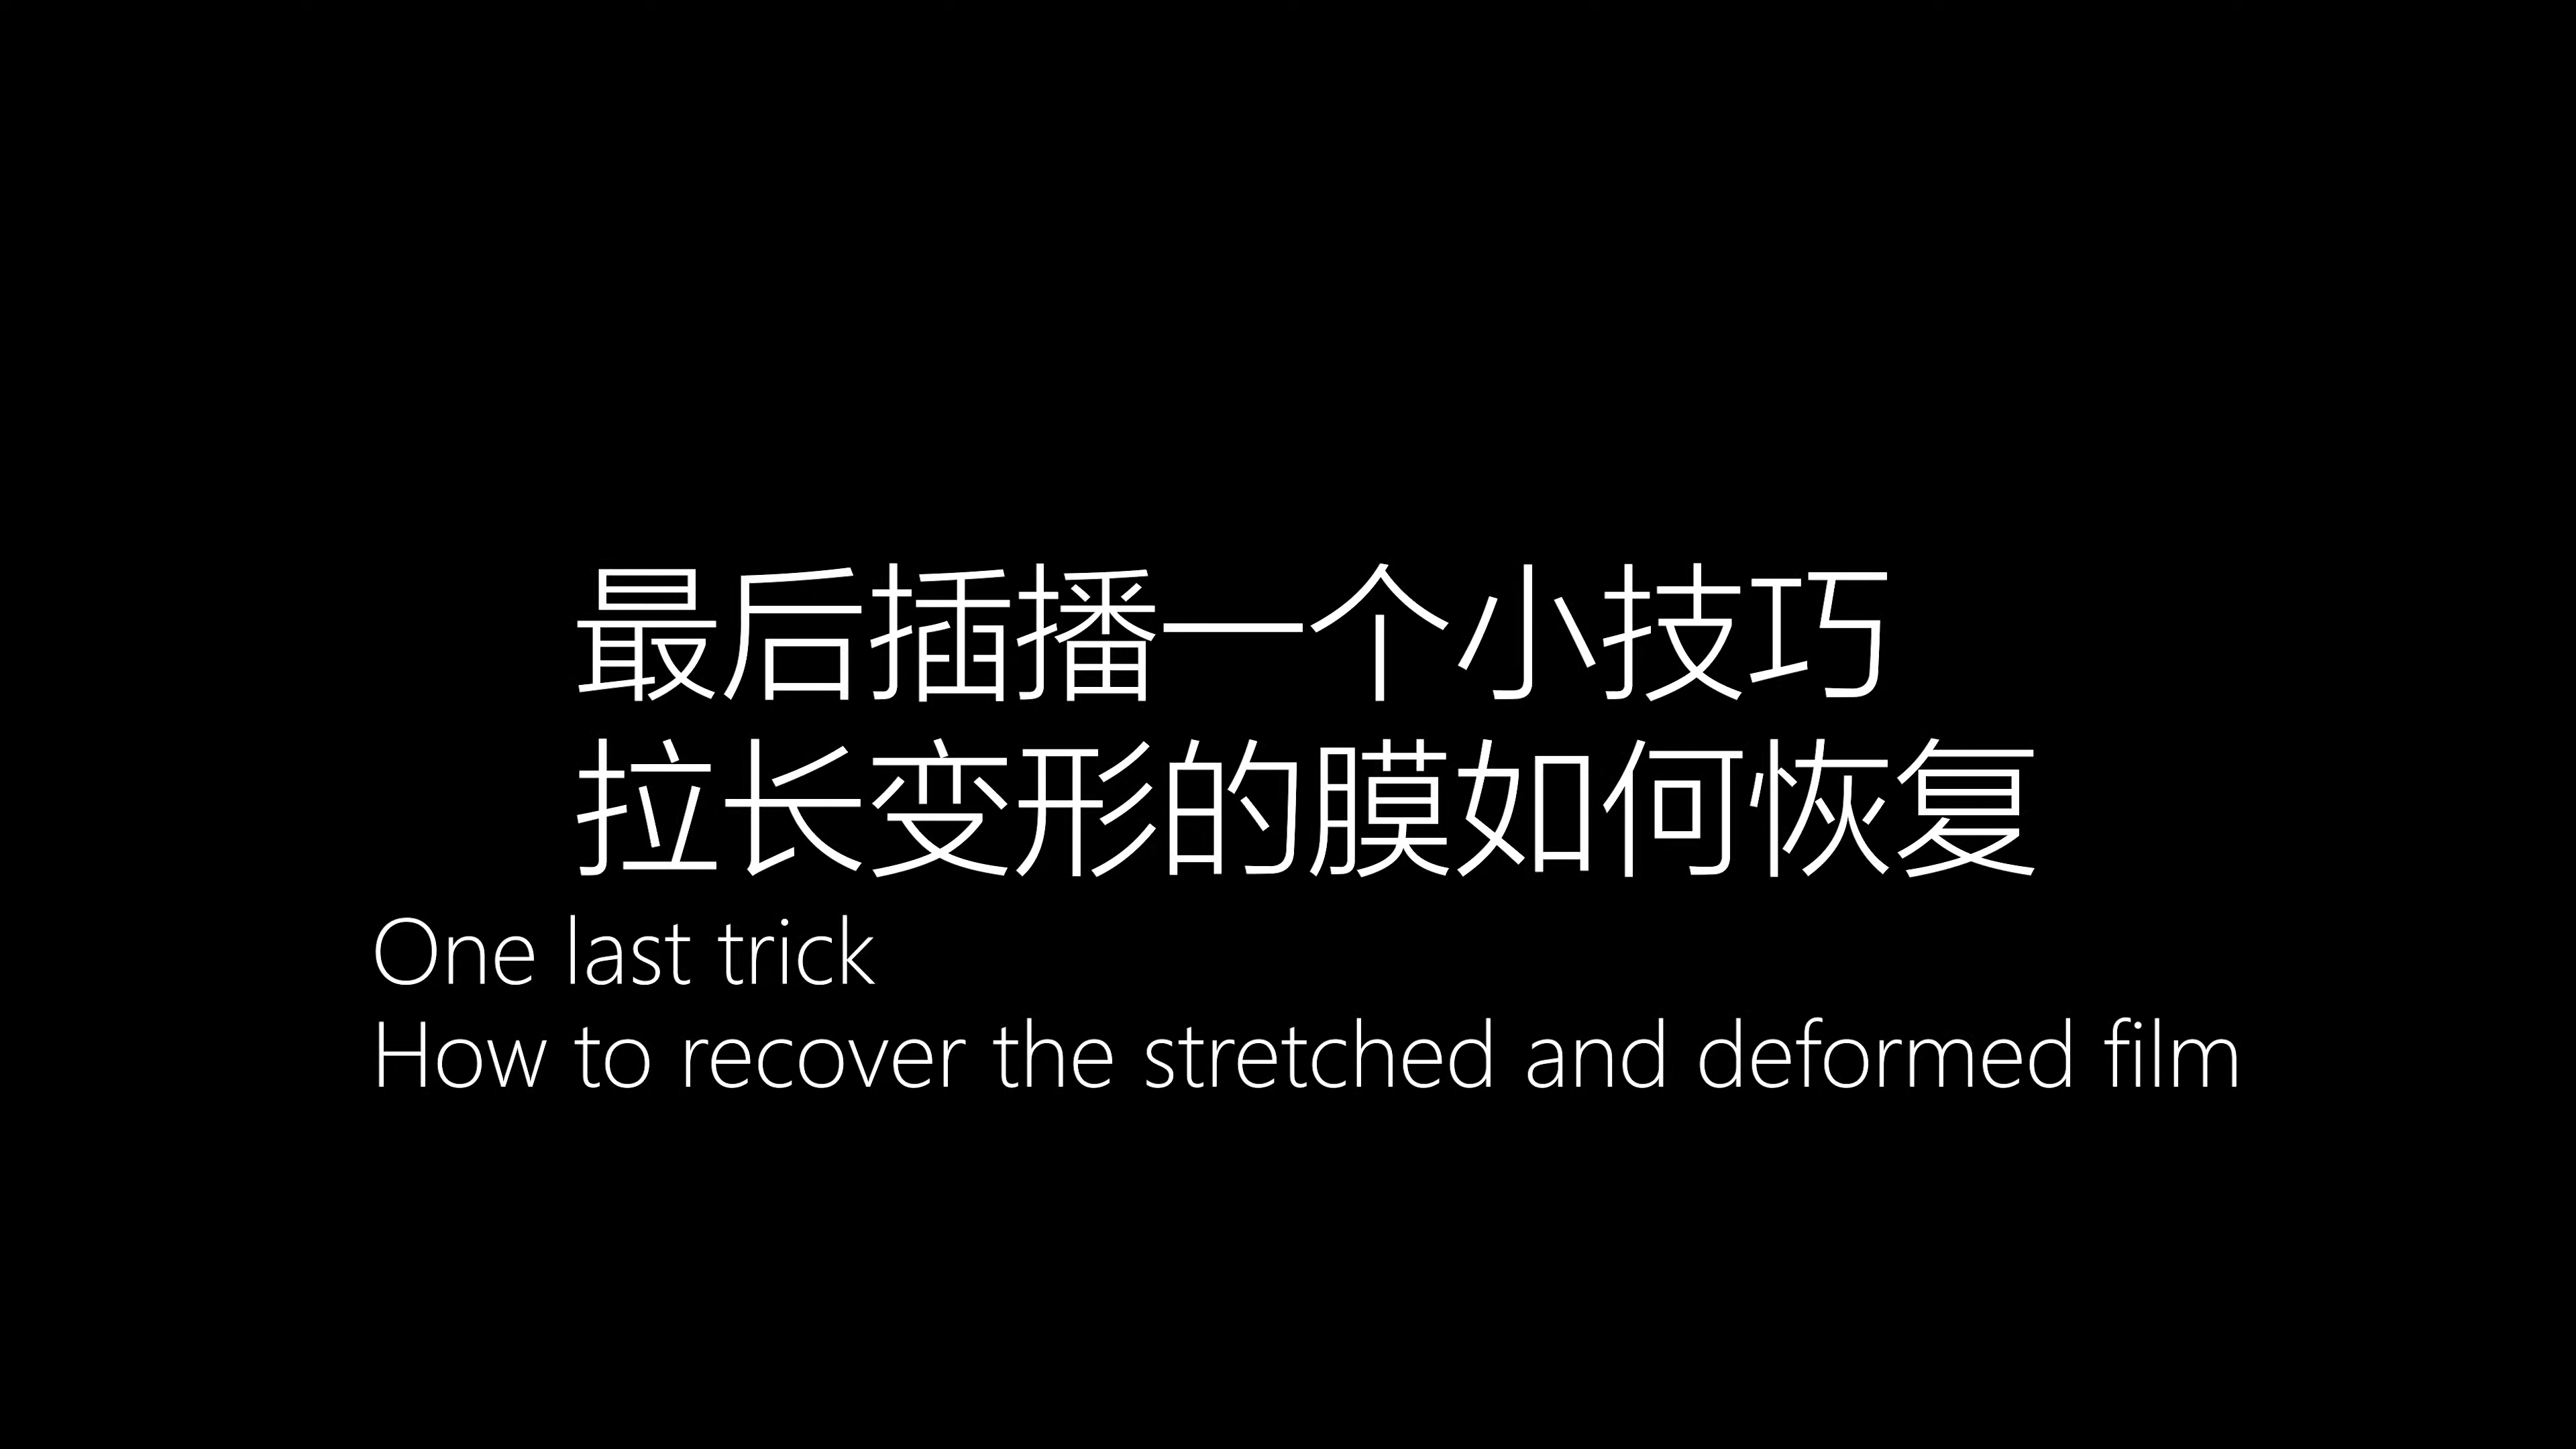 最后插播一个小技巧
拉长变形的膜如何恢复
One last trick
How to recover the stretched and deformed film